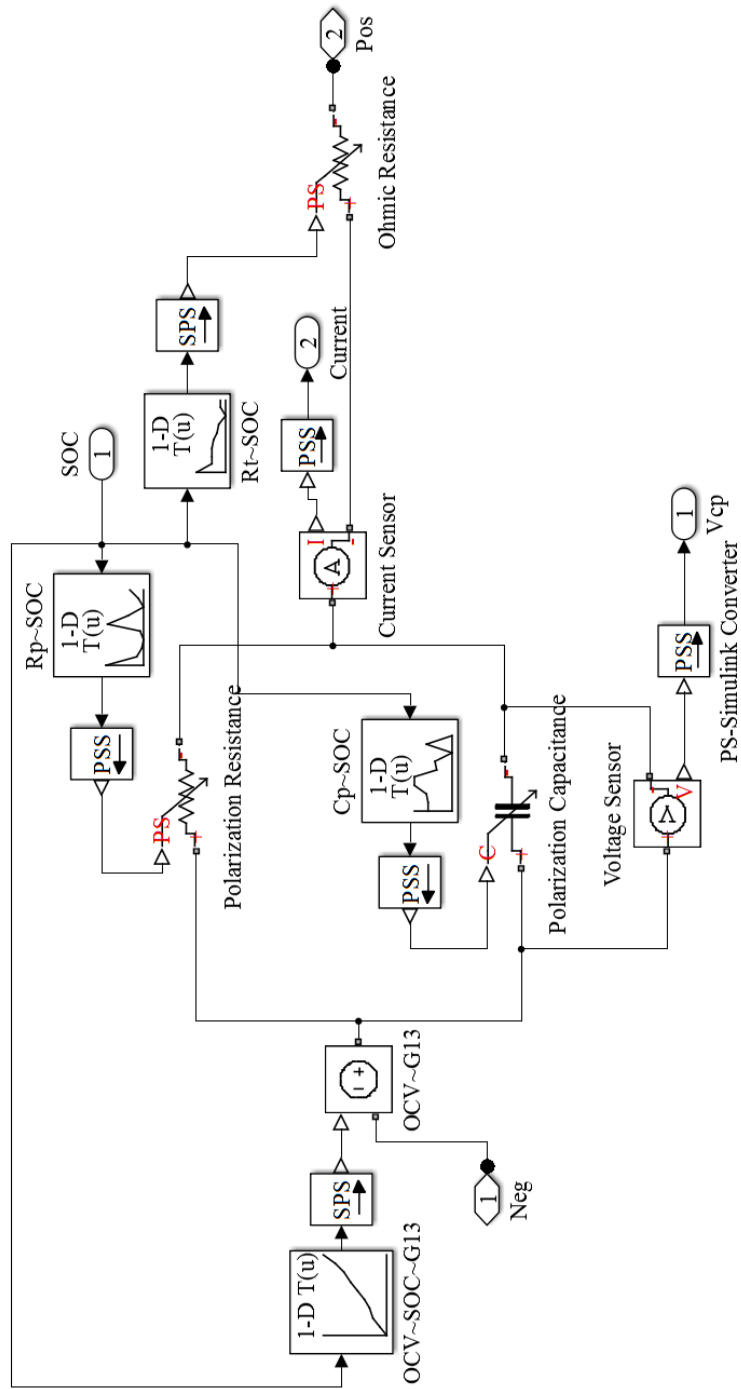 Rp~SOC
1-D
T(u)
PSS
SOC
1
PS
+
-
Polarization Resistance
1-D
T(u)
Rt~SOC
SPS
1-D T(u)
OCV~SOC~G13
SPS
- +
OCV~G13
1
Neg
Cp~SOC
1-D
T(u)
PSS
PSS
2
Current
I
A
+
-
Current Sensor
PS
+
-
Ohmic Resistance
2
Pos
C
+
-
Polarization Capacitance
Voltage Sensor
V
+
-
V
PSS
PS-Simulink Converter
1
Vcp